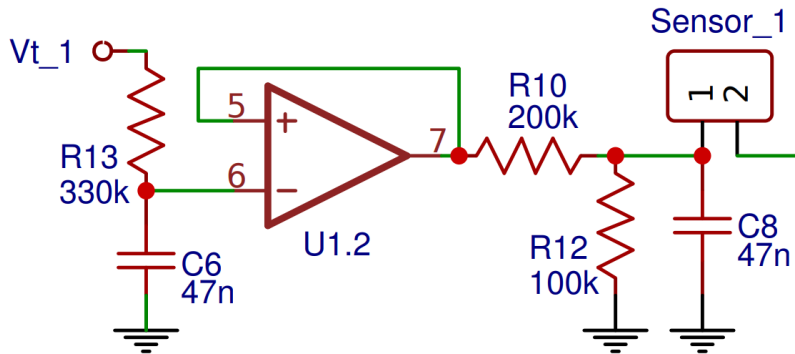 Sensor_1
Vt_1
1
2
R10
200k
5
+
7
R13
330k
6
−
U1.2
R12
100k
C8
47n
C6
47n